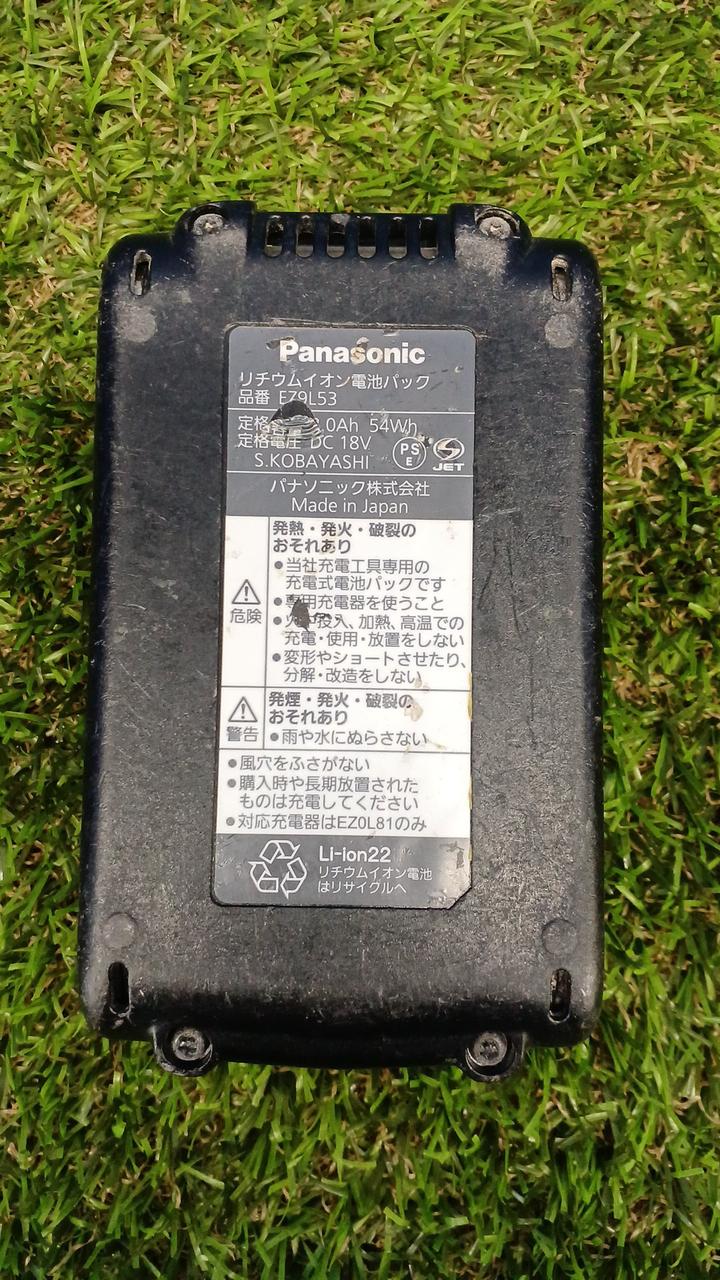 Panasonic
リチウムイオン電池パック
品番 EZ9L53
定格 .0Ah 54Wh
定格電圧 DC 18V
S.KOBAYASHI
PS
E
JET
パナソニック株式会社
Made in Japan
発熱・発火・破裂の
おそれあり
危険
●当社充電工具専用の
充電式電池パックです
●専用充電器を使うこと
●投入、加熱、高温での
充電・使用・放置をしない
●変形やショートさせたり、
分解・改造をしない
発煙・発火・破裂の
おそれあり
警告
●雨や水にぬらさない
●風穴をふさがない
●購入時や長期放置された
ものは充電してください
●対応充電器はEZ0L81のみ
Li-ion22
リチウムイオン電池
はリサイクルへ